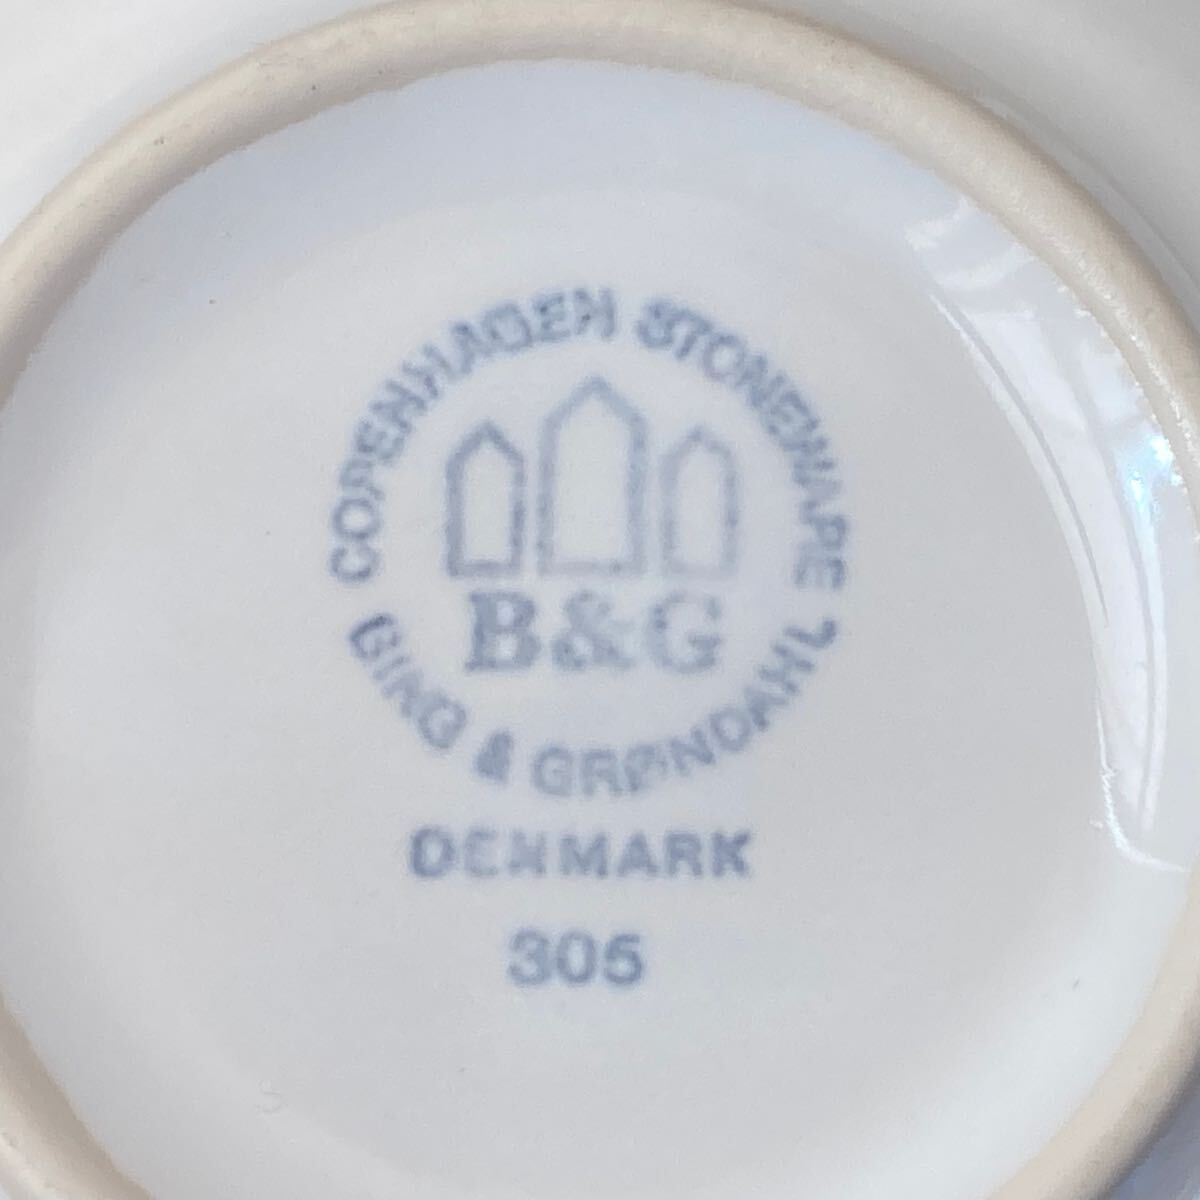 COPENHAGEN STONEWARE
B&G
BING & GRØNDAHL
DENMARK
305